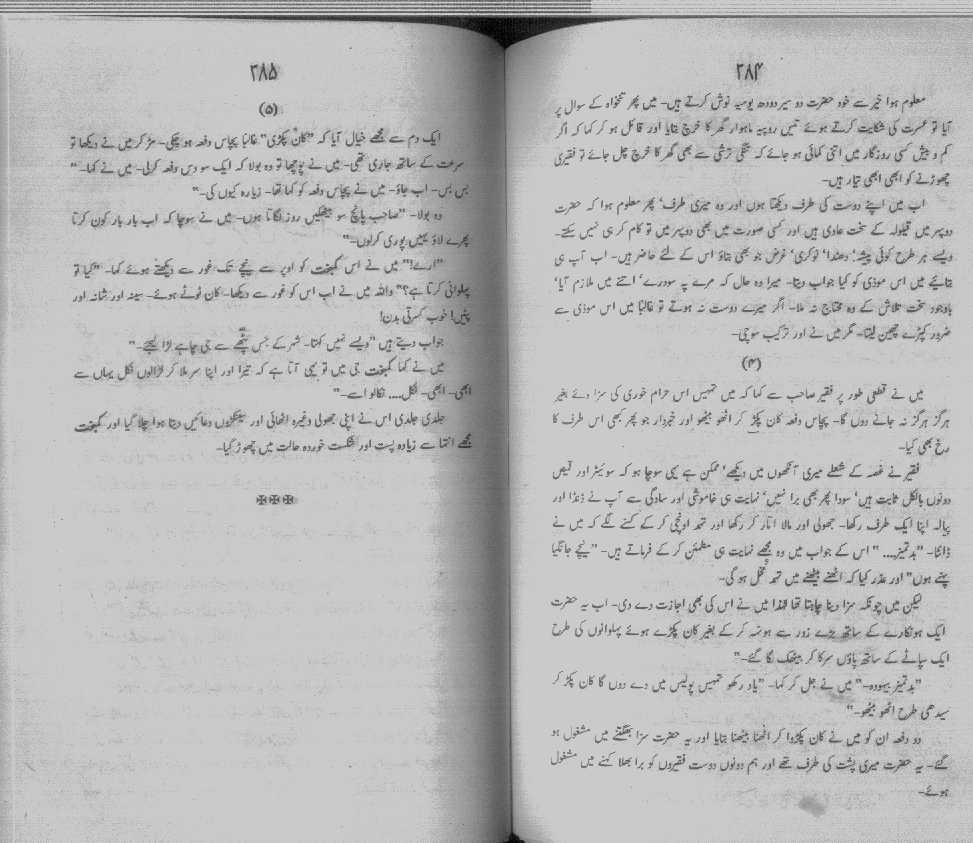 ۳۸۴
معلوم ہوا خیر سے خود حضرت دو سیر دودھ یومیہ نوش کرتے ہیں۔ میں پھر تنخواہ کے سوال پر
آیا تو عسرت کی شکایت کرتے ہوئے تیس روپیہ ماہوار گھر کا خرچ بتایا اور قائل ہو کر کہا کہ اگر
کم و بیش کسی روزگار میں اتنی کمائی ہو جائے کہ تنگی ترشی سے بھی گھر کا خرچ چل جائے تو فقیری
چھوڑنے کو ابھی ابھی تیار ہیں۔
اب میں اپنے دوست کی طرف دیکھتا ہوں اور وہ میری طرف‘ پھر معلوم ہوا کہ حضرت
دوپہر میں قیلولہ کے سخت عادی ہیں اور کسی صورت میں بھی دوپہر میں تو کام کر ہی نہیں سکتے۔
ویسے ہر طرح کوئی پیشہ‘ دھندا‘ نوکری‘ غرض جو بھی بتاؤ اس کے لئے حاضر ہیں۔ اب آپ ہی
بتائیے میں اس موذی کو کیا جواب دیتا۔ میرا وہ حال کہ مرے پہ سو درے‘ اتنے میں ملازم آیا‘
باوجود سخت تلاش کے وہ محتاج نہ ملا۔ اگر میرے دوست نہ ہوتے تو غالبا میں اس موذی سے
ضرور کپڑے چھین لیتا۔ مگر میں نے اور ترکیب سوچی۔
(۴)
میں نے قطعی طور پر فقیر صاحب سے کہا کہ میں تمہیں اس حرام خوری کی سزا دئے بغیر
ہرگز ہرگز نہ جانے دوں گا۔ پچاس دفعہ کان پکڑ کر اٹھو بیٹھو اور خبردار جو پھر کبھی اس طرف کا
رخ بھی کیا۔
فقیر نے غصہ کے شعلے میری آنکھوں میں دیکھے‘ ممکن ہے یہی سوچا ہو کہ سوئیٹر اور قمیص
دونوں بالکل ثابت ہیں‘ سودا پھر بھی برا نہیں‘ نہایت ہی خاموشی اور سادگی سے آپ نے ڈنڈا اور
پیالہ اپنا ایک طرف رکھا۔ جھولی اور مالا اتار کر رکھا اور تہمد اونچی کر کے کہنے لگے کہ میں نے
ڈانٹا۔ ”بدتمیز.... “ اس کے جواب میں وہ مجھے نہایت ہی مطمئن کر کے فرماتے ہیں۔ ”نیچے جانگیا
پہنے ہوں“ اور عذر کیا کہ اٹھنے بیٹھنے میں تہمد مخل ہو گی۔
لیکن میں چونکہ سزا دینا چاہتا تھا لہٰذا میں نے اس کی بھی اجازت دے دی۔ اب یہ حضرت
ایک ہونکارے کے ساتھ بڑے زور سے ہونہہ کر کے بغیر کان پکڑے ہوئے پہلوانوں کی طرح
ایک سپاٹے کے ساتھ پاؤں سرکا کر بیٹھک لگا گئے۔“
”بدتمیز بیہودہ۔“ میں نے جل کر کہا۔ ”یاد رکھو تمہیں پولیس میں دے دوں گا کان پکڑ کر
سیدھی طرح اٹھو بیٹھو۔“
دو دفعہ ان کو میں نے کان پکڑوا کر اٹھنا بیٹھنا بتایا اور یہ حضرت سزا بھگتنے میں مشغول ہو
گئے۔ یہ حضرت میری پشت کی طرف تھے اور ہم دونوں دوست فقیروں کو برا بھلا کہنے میں مشغول
ہوئے۔
۳۸۵
(۵)
ایک دم سے مجھے خیال آیا کہ ”کان پکڑی“ غالبا پچاس دفعہ ہو چکی۔ مڑ کر میں نے دیکھا تو
سرعت کے ساتھ جاری تھی۔ میں نے پوچھا تو وہ بولا کہ ایک سو دس دفعہ کرلی۔ میں نے کہا۔ ”
بس بس۔ اب جاؤ۔ میں نے پچاس دفعہ کو کہا تھا۔ زیادہ کیوں کی۔“
وہ بولا۔ ”صاحب پانچ سو بیٹھکیں روز لگاتا ہوں۔ میں نے سوچا کہ اب بار بار کون کرتا
پھرے لاؤ یہیں پوری کرلوں۔“
”ارے!“ میں نے اس کمبخت کو اوپر سے نیچے تک غور سے دیکھتے ہوئے کہا۔ ”کیا تو
پہلوانی کرتا ہے؟“ واللہ میں نے اب اس کو غور سے دیکھا۔ کان ٹوٹے ہوئے۔ سینہ اور شانہ اور
پٹیں! خوب کسرتی بدن!
جواب دیتے ہیں ”ویسے نہیں کہتا۔ شہر کے جس پٹھے سے جی چاہے لڑا لیجئے۔“
میں نے کہا کمبخت جی میں تو یہی آتا ہے کہ تیرا اور اپنا سر ملا کر لڑالوں نکل یہاں سے
ابھی۔ ابھی۔ نکل.... نکالو اسے۔“
جلدی جلدی اس نے اپنی جھولی وغیرہ اٹھائی اور سینکڑوں دعائیں دیتا ہوا چلا گیا اور کمبخت
مجھے انتہا سے زیادہ پست اور شکست خوردہ حالت میں چھوڑ گیا۔